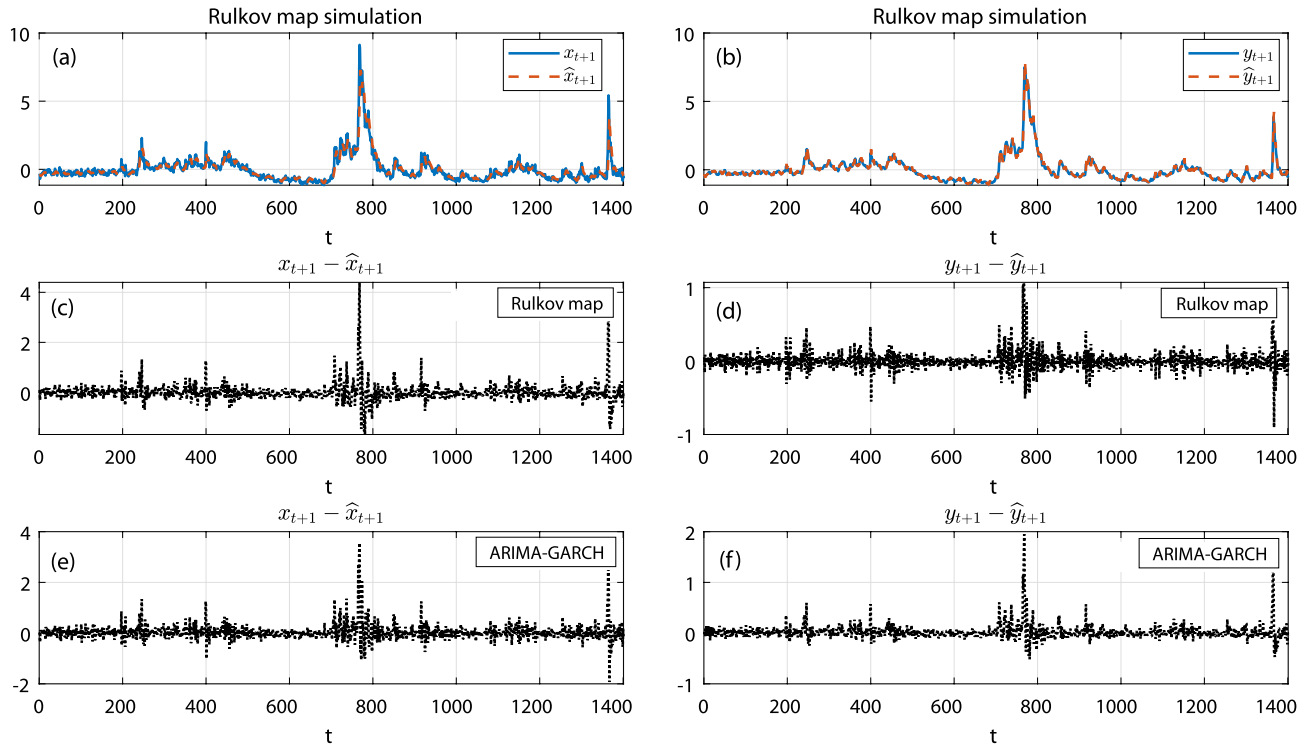 Rulkov map simulation
(a)
x_{t+1}
x̂_{t+1}
10
5
0
0 200 400 600 800 1000 1200 1400
t
Rulkov map simulation
(b)
y_{t+1}
ŷ_{t+1}
10
5
0
0 200 400 600 800 1000 1200 1400
t
x_{t+1} − x̂_{t+1}
(c)
Rulkov map
4
2
0
0 200 400 600 800 1000 1200 1400
t
y_{t+1} − ŷ_{t+1}
(d)
Rulkov map
1
0
-1
0 200 400 600 800 1000 1200 1400
t
x_{t+1} − x̂_{t+1}
(e)
ARIMA-GARCH
4
2
0
-2
0 200 400 600 800 1000 1200 1400
t
y_{t+1} − ŷ_{t+1}
(f)
ARIMA-GARCH
2
1
0
-1
0 200 400 600 800 1000 1200 1400
t